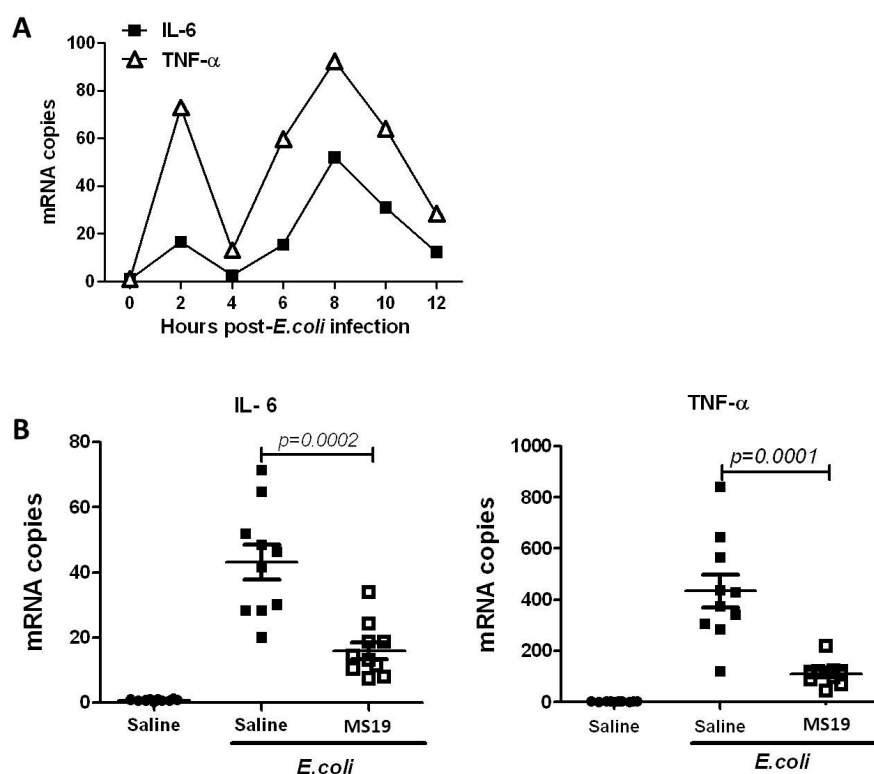 A
IL-6
TNF-α
100
80
60
40
20
0
mRNA copies
0 2 4 6 8 10 12
Hours post-E.coli infection
B
IL- 6
p=0.0002
80
60
40
20
0
mRNA copies
Saline Saline MS19
E.coli
TNF-α
p=0.0001
1000
800
600
400
200
0
mRNA copies
Saline Saline MS19
E.coli